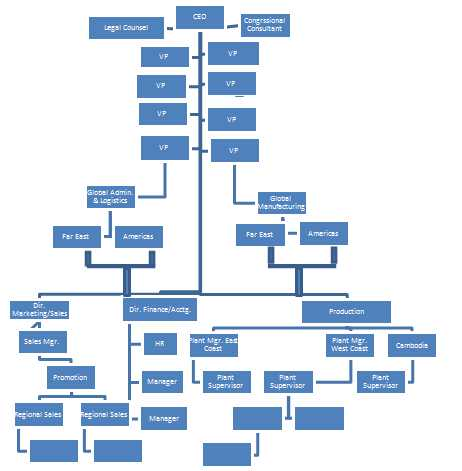 CEO
Legal Counsel
Congrssional
Consultant
VP
VP
VP
VP
VP
VP
VP
VP
Global Admin.
& Logistics
Global
Manufacturing
Far East
Americas
Far East
Americas
Dir.
Marketing/Sales
Dir. Finance/Acctg.
Production
Sales Mgr.
HR
Plant Mgr. East
Coast
Plant Mgr.
West Coast
Cambodia
Promotion
Manager
Plant
Supervisor
Plant
Supervisor
Plant
Supervisor
Regional Sales
Regional Sales
Manager